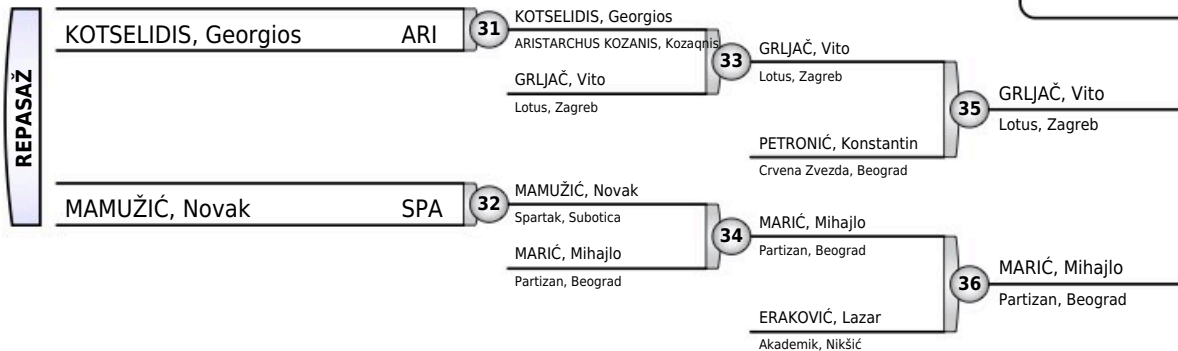 REPASAŽ
KOTSELIDIS, Georgios ARI
31
KOTSELIDIS, Georgios
ARISTARCHUS KOZANIS, Kozaqnis
GRLJAČ, Vito
Lotus, Zagreb
33
GRLJAČ, Vito
Lotus, Zagreb
PETRONIĆ, Konstantin
Crvena Zvezda, Beograd
35
GRLJAČ, Vito
Lotus, Zagreb
MAMUŽIĆ, Novak SPA
32
MAMUŽIĆ, Novak
Spartak, Subotica
MARIĆ, Mihajlo
Partizan, Beograd
34
MARIĆ, Mihajlo
Partizan, Beograd
ERAKOVIĆ, Lazar
Akademik, Nikšić
36
MARIĆ, Mihajlo
Partizan, Beograd